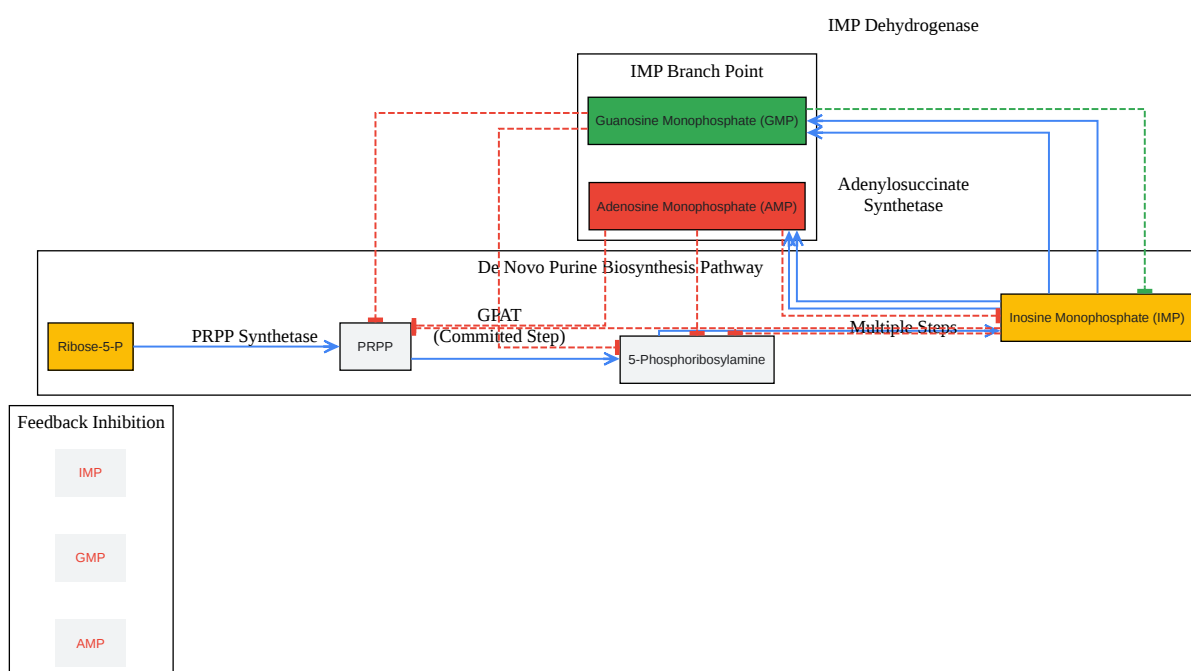 IMP Dehydrogenase
IMP Branch Point
Guanosine Monophosphate (GMP)
Adenosine Monophosphate (AMP)
Adenylosuccinate
Synthetase
De Novo Purine Biosynthesis Pathway
Ribose-5-P
PRPP Synthetase
PRPP
GPAT
(Committed Step)
5-Phosphoribosylamine
Multiple Steps
Inosine Monophosphate (IMP)
Feedback Inhibition
IMP
GMP
AMP